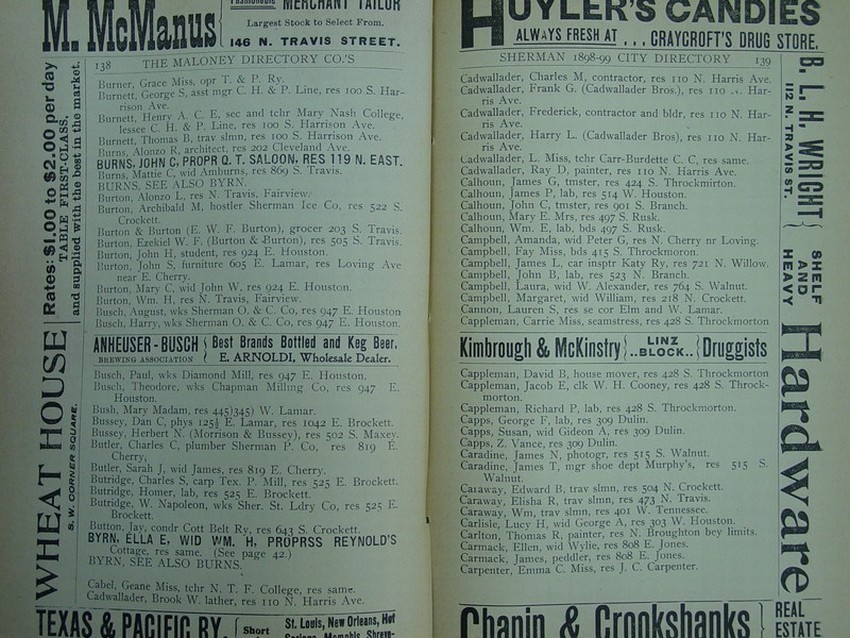 Fashionable MERCHANT TAILOR
M. McManus
Largest Stock to Select From.
146 N. TRAVIS STREET.
138 THE MALONEY DIRECTORY CO.'S
Rates: $1.00 to $2.00 per day
TABLE FIRST-CLASS,
and supplied with the best in the market.
WHEAT HOUSE
S. W. CORNER SQUARE.
Burner, Grace Miss, opr T. & P. Ry.
Burnett, George S, asst mgr C. H. & P. Line, res 100 S. Har-
rison Ave.
Burnett, Henry A. C. E, sec and tchr Mary Nash College,
lessee C. H. & P. Line, res 100 S. Harrison Ave.
Burnett, Thomas B, trav slmn, res 100 S. Harrison Ave.
Burns, Alonzo R, architect, res 202 Cleveland Ave.
BURNS, JOHN C, PROPR Q. T. SALOON, RES 119 N. EAST.
Burns, Mattie C, wid Amburns, res 869 S. Travis.
BURNS, SEE ALSO BYRN.
Burton, Alonzo L, res N. Travis, Fairview.
Burton, Archibald M, hostler Sherman Ice Co, res 522 S.
Crockett.
Burton & Burton (E. W. F. Burton), grocer 203 S. Travis.
Burton, Ezekiel W. F. (Burton & Burton), res 505 S. Travis.
Burton, John H, student, res 924 E. Houston.
Burton, John S, furniture 605 E. Lamar, res Loving Ave
near E. Cherry.
Burton, Mary C, wid John W, res 924 E. Houston.
Burton, Wm. H, res N. Travis, Fairview.
Busch, August, wks Sherman O. & C. Co, res 947 E. Houston
Busch, Harry, wks Sherman O. & C. Co, res 947 E. Houston.
ANHEUSER-BUSCH
BREWING ASSOCIATION
Best Brands Bottled and Keg Beer,
E. ARNOLDI, Wholesale Dealer.
Busch, Paul, wks Diamond Mill, res 947 E. Houston.
Busch, Theodore, wks Chapman Milling Co, res 947 E.
Houston.
Bush, Mary Madam, res 445)345) W. Lamar.
Bussey, Dan C, phys 125½ E. Lamar, res 1042 E. Brockett.
Bussey, Herbert N. (Morrison & Bussey), res 502 S. Maxey.
Butler, Charles C, plumber Sherman P. Co, res 819 E.
Cherry,
Butler, Sarah J, wid James, res 819 E. Cherry.
Butridge, Charles S, carp Tex. P. Mill, res 525 E. Brockett.
Butridge, Homer, lab, res 525 E. Brockett.
Butridge, W. Napoleon, wks Sher. St. Ldry Co, res 525 E.
Brockett.
Button, Jay, condr Cott Belt Ry, res 643 S. Crockett.
BYRN, ELLA E, WID WM. H, PROPRSS REYNOLD'S
Cottage, res same. (See page 42.)
BYRN, SEE ALSO BURNS.
Cabel, Geane Miss, tchr N. T. F. College, res same.
Cadwallader, Brook W. lather, res 110 N. Harris Ave.
TEXAS & PACIFIC RY.
Short
St. Louis, New Orleans, Hot
Springs, Memphis, Shreve-
HUYLER'S CANDIES
ALWAYS FRESH AT . . . CRAYCROFT'S DRUG STORE.
SHERMAN 1898-99 CITY DIRECTORY 139
Cadwallader, Charles M, contractor, res 110 N. Harris Ave.
Cadwallader, Frank G. (Cadwallader Bros.), res 110 Har-
ris Ave.
Cadwallader, Frederick, contractor and bldr, res 110 N. Har-
ris Ave.
Cadwallader, Harry L. (Cadwallader Bros), res 110 N. Har-
ris Ave.
Cadwallader, L. Miss, tchr Carr-Burdette C. C, res same.
Cadwallader, Ray D, painter, res 110 N. Harris Ave.
Calhoun, James G, tmster, res 424 S. Throckmirton.
Calhoun, James P, lab, res 514 W. Houston.
Calhoun, John C, tmster, res 901 S. Branch.
Calhoun, Mary E. Mrs, res 497 S. Rusk.
Calhoun, Wm. E, lab, bds 497 S. Rusk.
Campbell, Amanda, wid Peter G, res N. Cherry nr Loving.
Campbell, Fay Miss, bds 415 S. Throckmoron.
Campbell, James L, car insptr Katy Ry, res 721 N. Willow.
Campbell, John B, lab, res 523 N. Branch.
Campbell, Laura, wid W. Alexander, res 764 S. Walnut.
Campbell, Margaret, wid William, res 218 N. Crockett.
Cannon, Lauren S, res se cor Elm and W. Lamar.
Cappleman, Carrie Miss, seamstress, res 428 S. Throckmorton
Kimbrough & McKinstry
LINZ
..BLOCK..
Druggists
Cappleman, David B, house mover, res 428 S. Throckmorton
Cappleman, Jacob E, clk W. H. Cooney, res 428 S. Throck-
morton.
Cappleman, Richard P, lab, res 428 S. Throckmorton.
Capps, George F, lab, res 309 Dulin.
Capps, Susan, wid Gideon A, res 309 Dulin.
Capps, Z. Vance, res 309 Dulin.
Caradine, James N, photogr, res 515 S. Walnut.
Caradine, James T, mgr shoe dept Murphy's, res 515 S.
Walnut.
Caraway, Edward B, trav slmn, res 504 N. Crockett.
Caraway, Elisha R, trav slmn, res 473 N. Travis.
Caraway, Wm, trav slmn, res 401 W. Tennessee.
Carlisle, Lucy H, wid George A, res 303 W. Houston.
Carlton, Thomas R, painter, res N. Broughton bey limits.
Carmack, Ellen, wid Wylie, res 808 E. Jones.
Carmack, James, peddler, res 808 E. Jones.
Carpenter, Emma C. Miss, res J. C. Carpenter.
B. L. H. WRIGHT
112 N. TRAVIS ST.
SHELF
AND
HEAVY
Hardware
Chapin & Crookshanks
REAL
ESTATE